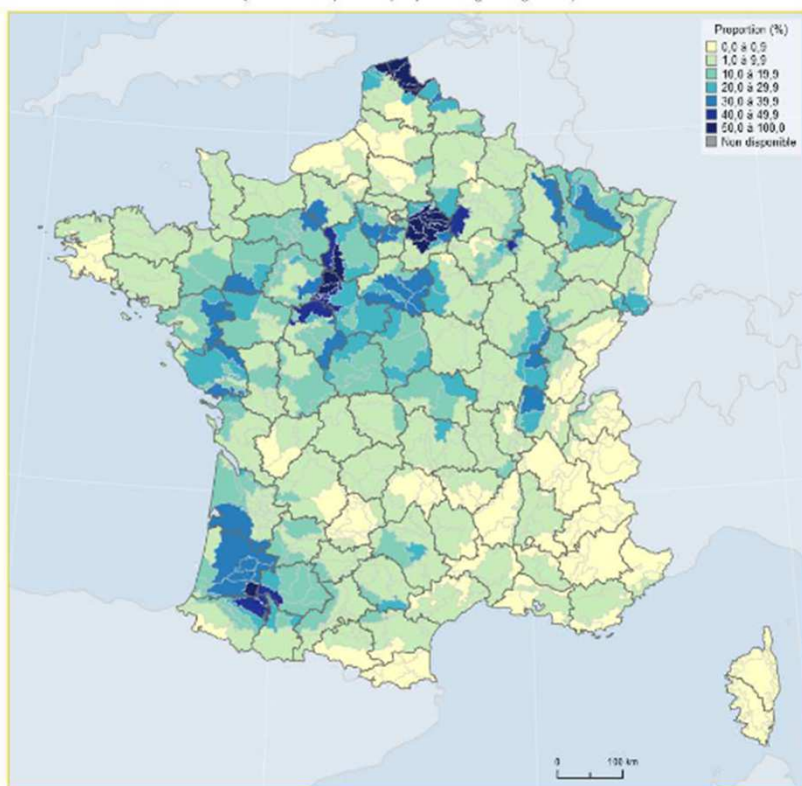 Proportion (%)
0,0 à 0,9
1,0 à 9,9
10,0 à 19,9
20,0 à 29,9
30,0 à 39,9
40,0 à 49,9
50,0 à 100,0
Non disponible
0 100 km